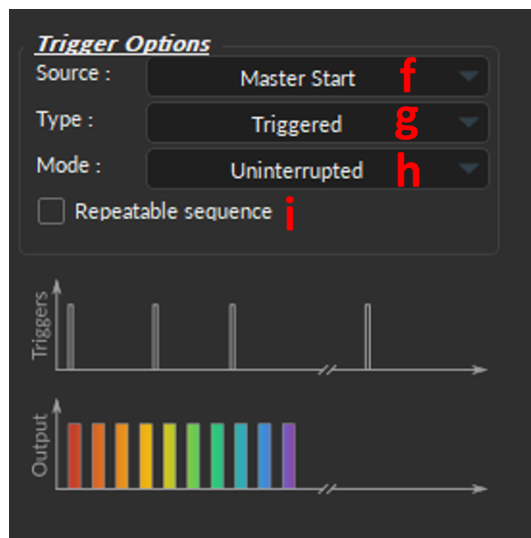 Trigger Options
Source : Master Start f
Type : Triggered g
Mode : Uninterrupted h
Repeatable sequence i
Triggers
Output